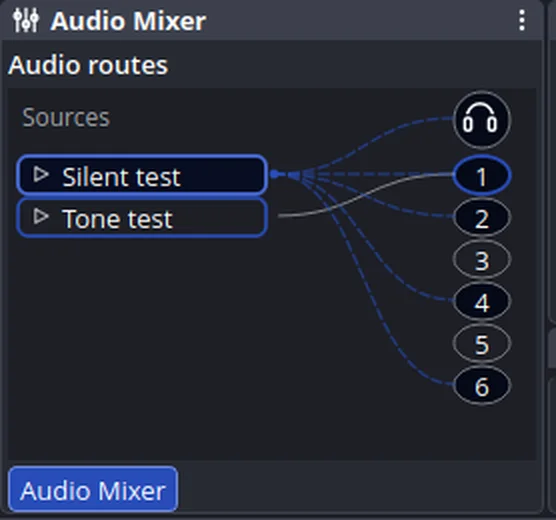 Audio Mixer
Audio routes
Sources
Silent test
Tone test
1
2
3
4
5
6
Audio Mixer